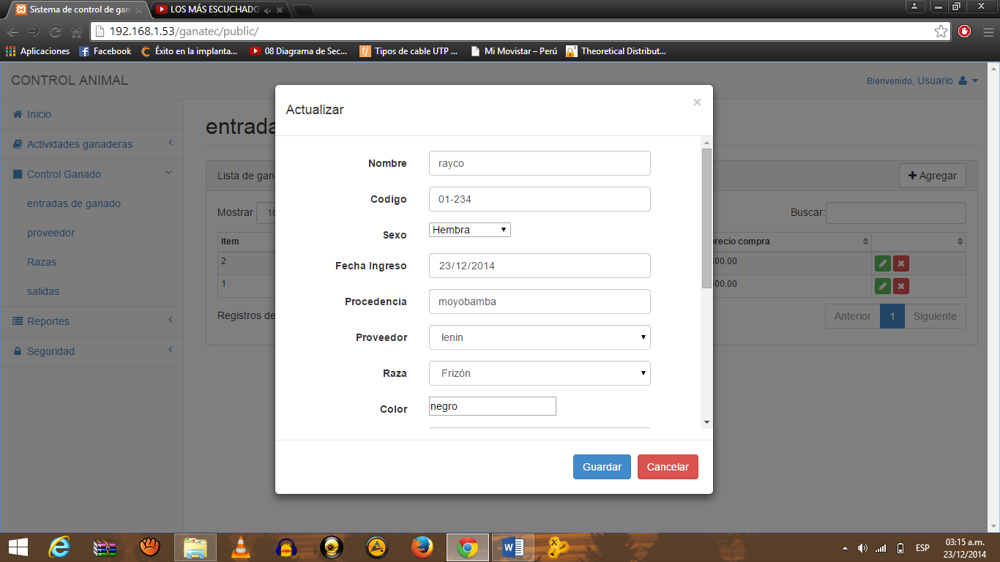 Sistema de control de gan
LOS MÁS ESCUCHADO
192.168.1.53/ganatec/public/
Aplicaciones Facebook Éxito en la implanta... 08 Diagrama de Sec... Tipos de cable UTP ... Mi Movistar – Perú Theoretical Distribut...
CONTROL ANIMAL
Bienvenido, Usuario
Inicio
Actividades ganaderas
Control Ganado
entradas de ganado
proveedor
Razas
salidas
Reportes
Seguridad
entrada
Lista de gan
Agregar
Mostrar 10
Buscar:
Item
recio compra
2
00.00
1
00.00
Registros de
Anterior 1 Siguiente
Actualizar
×
Nombre rayco
Codigo 01-234
Sexo Hembra
Fecha Ingreso 23/12/2014
Procedencia moyobamba
Proveedor lenin
Raza Frizón
Color negro
Guardar Cancelar
ESP
03:15 a.m.
23/12/2014